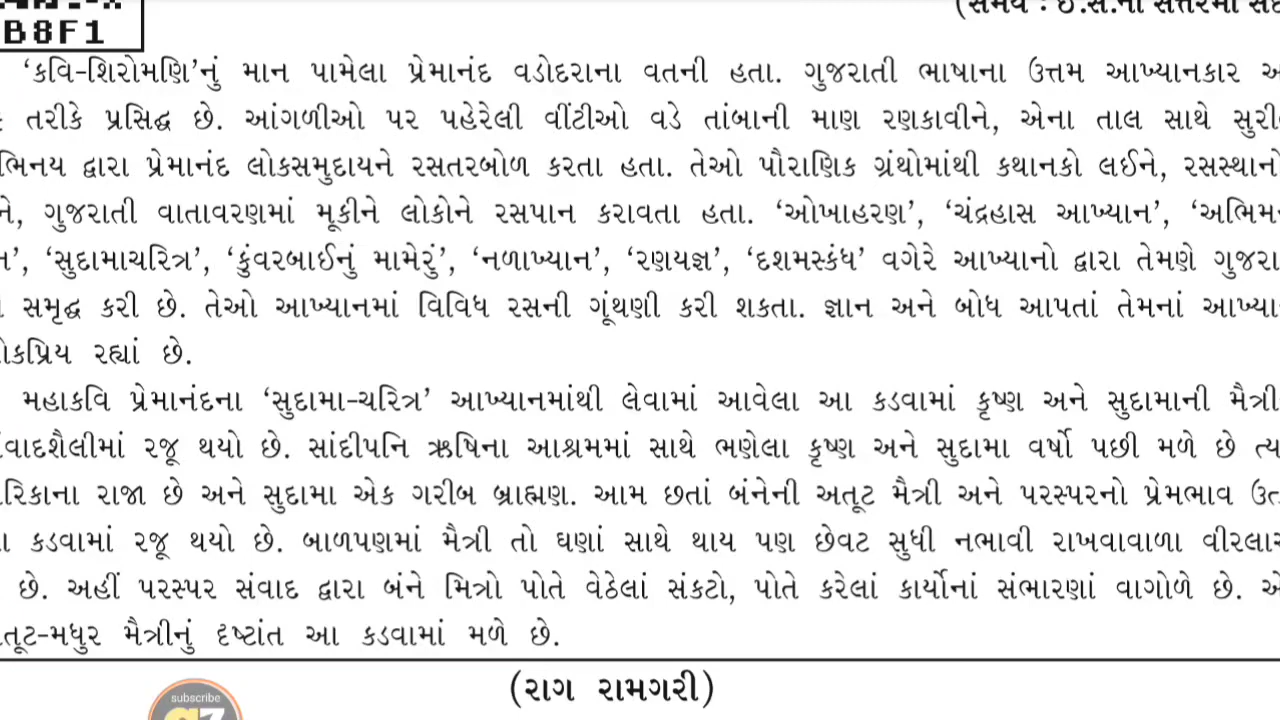 B8F1
'કવિ-શિરોમણિ'નું માન પામેલા પ્રેમાનંદ વડોદરાના વતની હતા. ગુજરાતી ભાષાના ઉત્તમ આખ્યાનકાર
તરીકે પ્રસિદ્ધ છે. આંગળીઓ પર પહેરેલી વીંટીઓ વડે તાંબાની માણ રણકાવીને, એના તાલ સાથે
દ્વારા પ્રેમાનંદ લોકસમુદાયને રસતરબોળ કરતા હતા. તેઓ પૌરાણિક ગ્રંથોમાંથી કથાનકો લઈને,
ગુજરાતી વાતાવરણમાં મૂકીને લોકોને રસપાન કરાવતા હતા. 'ઓખાહરણ', 'ચંદ્રહાસ આખ્યાન',
'સુદામાચરિત્ર', 'કુંવરબાઈનું મામેરું', 'નળાખ્યાન', 'રણયજ્ઞ', 'દશમસ્કંધ' વગેરે આખ્યાનો દ્વારા તેમણે
સમૃદ્ધ કરી છે. તેઓ આખ્યાનમાં વિવિધ રસની ગૂંથણી કરી શકતા. જ્ઞાન અને બોધ આપતાં તેમનાં
રહ્યાં છે.
મહાકવિ પ્રેમાનંદના 'સુદામા-ચરિત્ર' આખ્યાનમાંથી લેવામાં આવેલા આ કડવામાં કૃષ્ણ અને સુદામાની મૈત્રી
રજૂ થયો છે. સાંદીપનિ ઋષિના આશ્રમમાં સાથે ભણેલા કૃષ્ણ અને સુદામા વર્ષો પછી મળે છે
રાજા છે અને સુદામા એક ગરીબ બ્રાહ્મણ. આમ છતાં બંનેની અતૂટ મૈત્રી અને પરસ્પરનો પ્રેમભાવ
કડવામાં રજૂ થયો છે. બાળપણમાં મૈત્રી તો ઘણાં સાથે થાય પણ છેવટ સુધી નભાવી રાખવાવાળા
છે. અહીં પરસ્પર સંવાદ દ્વારા બંને મિત્રો પોતે વેઠેલાં સંકટો, પોતે કરેલાં કાર્યોનાં સંભારણાં વાગોળે છે.
મૈત્રીનું દૃષ્ટાંત આ કડવામાં મળે છે.
(રાગ રામગરી)
subscribe